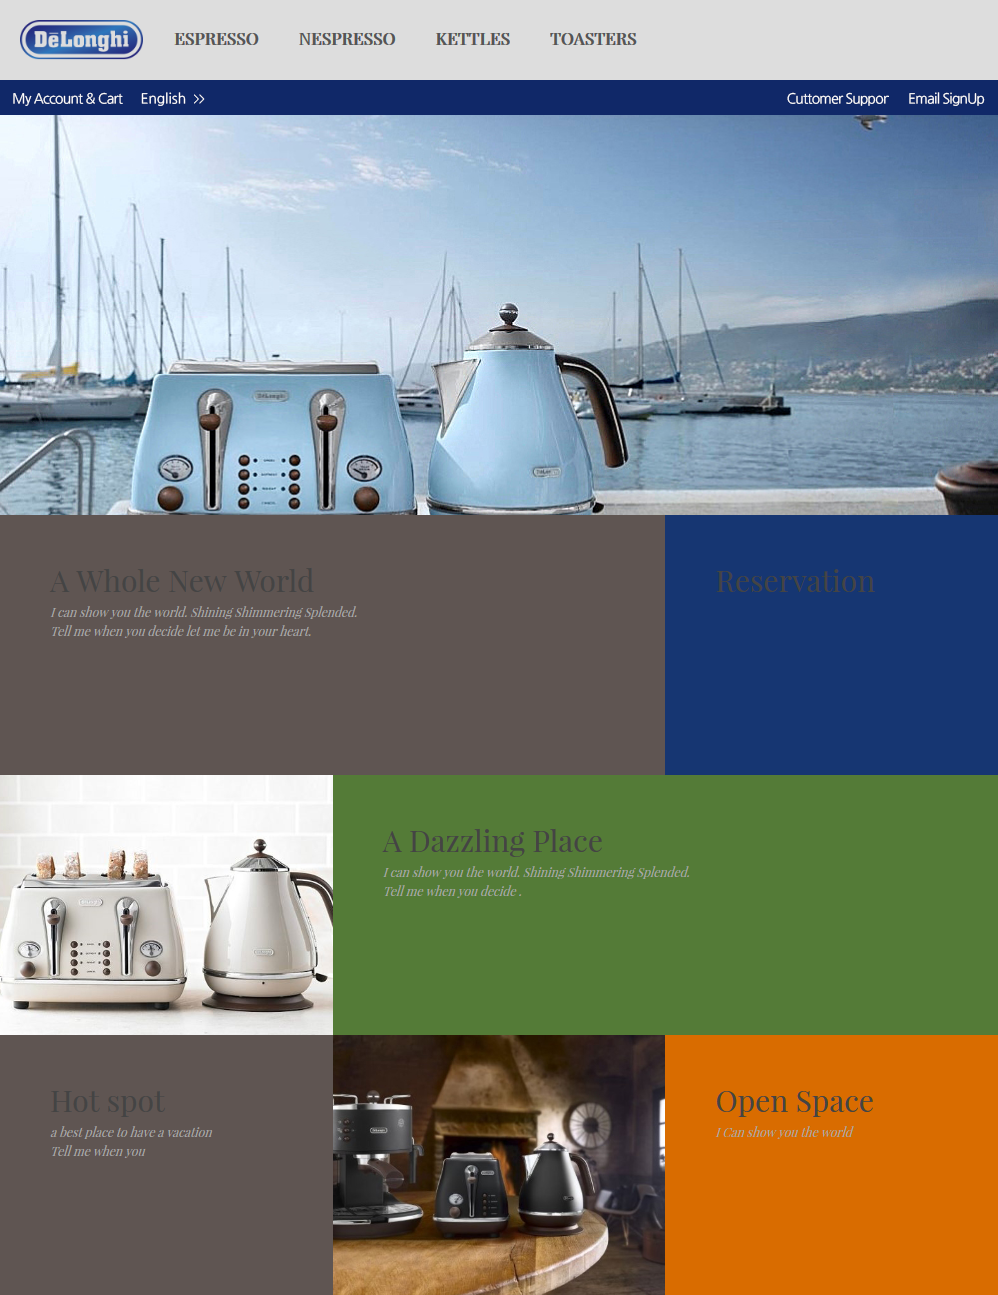 DeLonghi
ESPRESSO NESPRESSO KETTLES TOASTERS
My Account & Cart English >> Cuttomer Suppor Email SignUp
DeLonghi
A Whole New World
I can show you the world. Shining Shimmering Splended.
Tell me when you decide let me be in your heart.
Reservation
A Dazzling Place
I can show you the world. Shining Shimmering Splended.
Tell me when you decide .
Hot spot
a best place to have a vacation
Tell me when you
Open Space
I Can show you the world